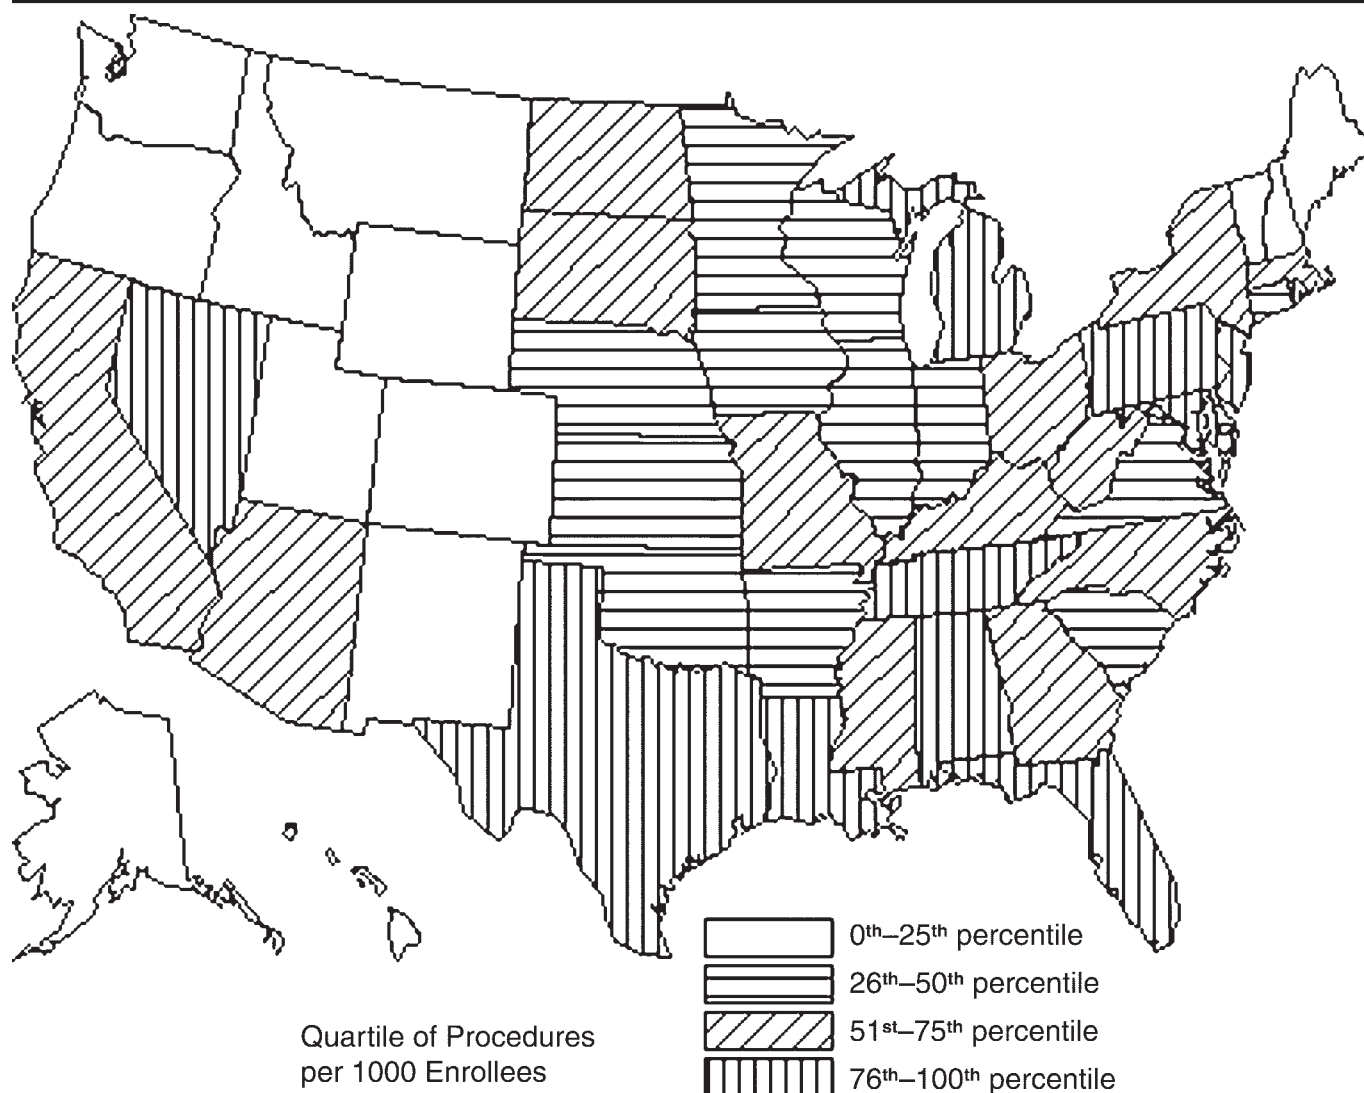 0th–25th percentile
26th–50th percentile
51st–75th percentile
76th–100th percentile
Quartile of Procedures
per 1000 Enrollees